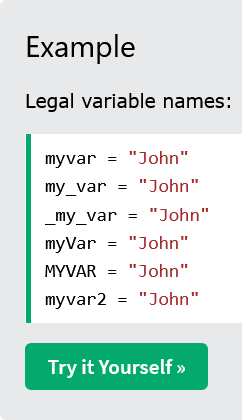 Example
Legal variable names:
myvar = "John"
my_var = "John"
_my_var = "John"
myVar = "John"
MYVAR = "John"
myvar2 = "John"
Try it Yourself »